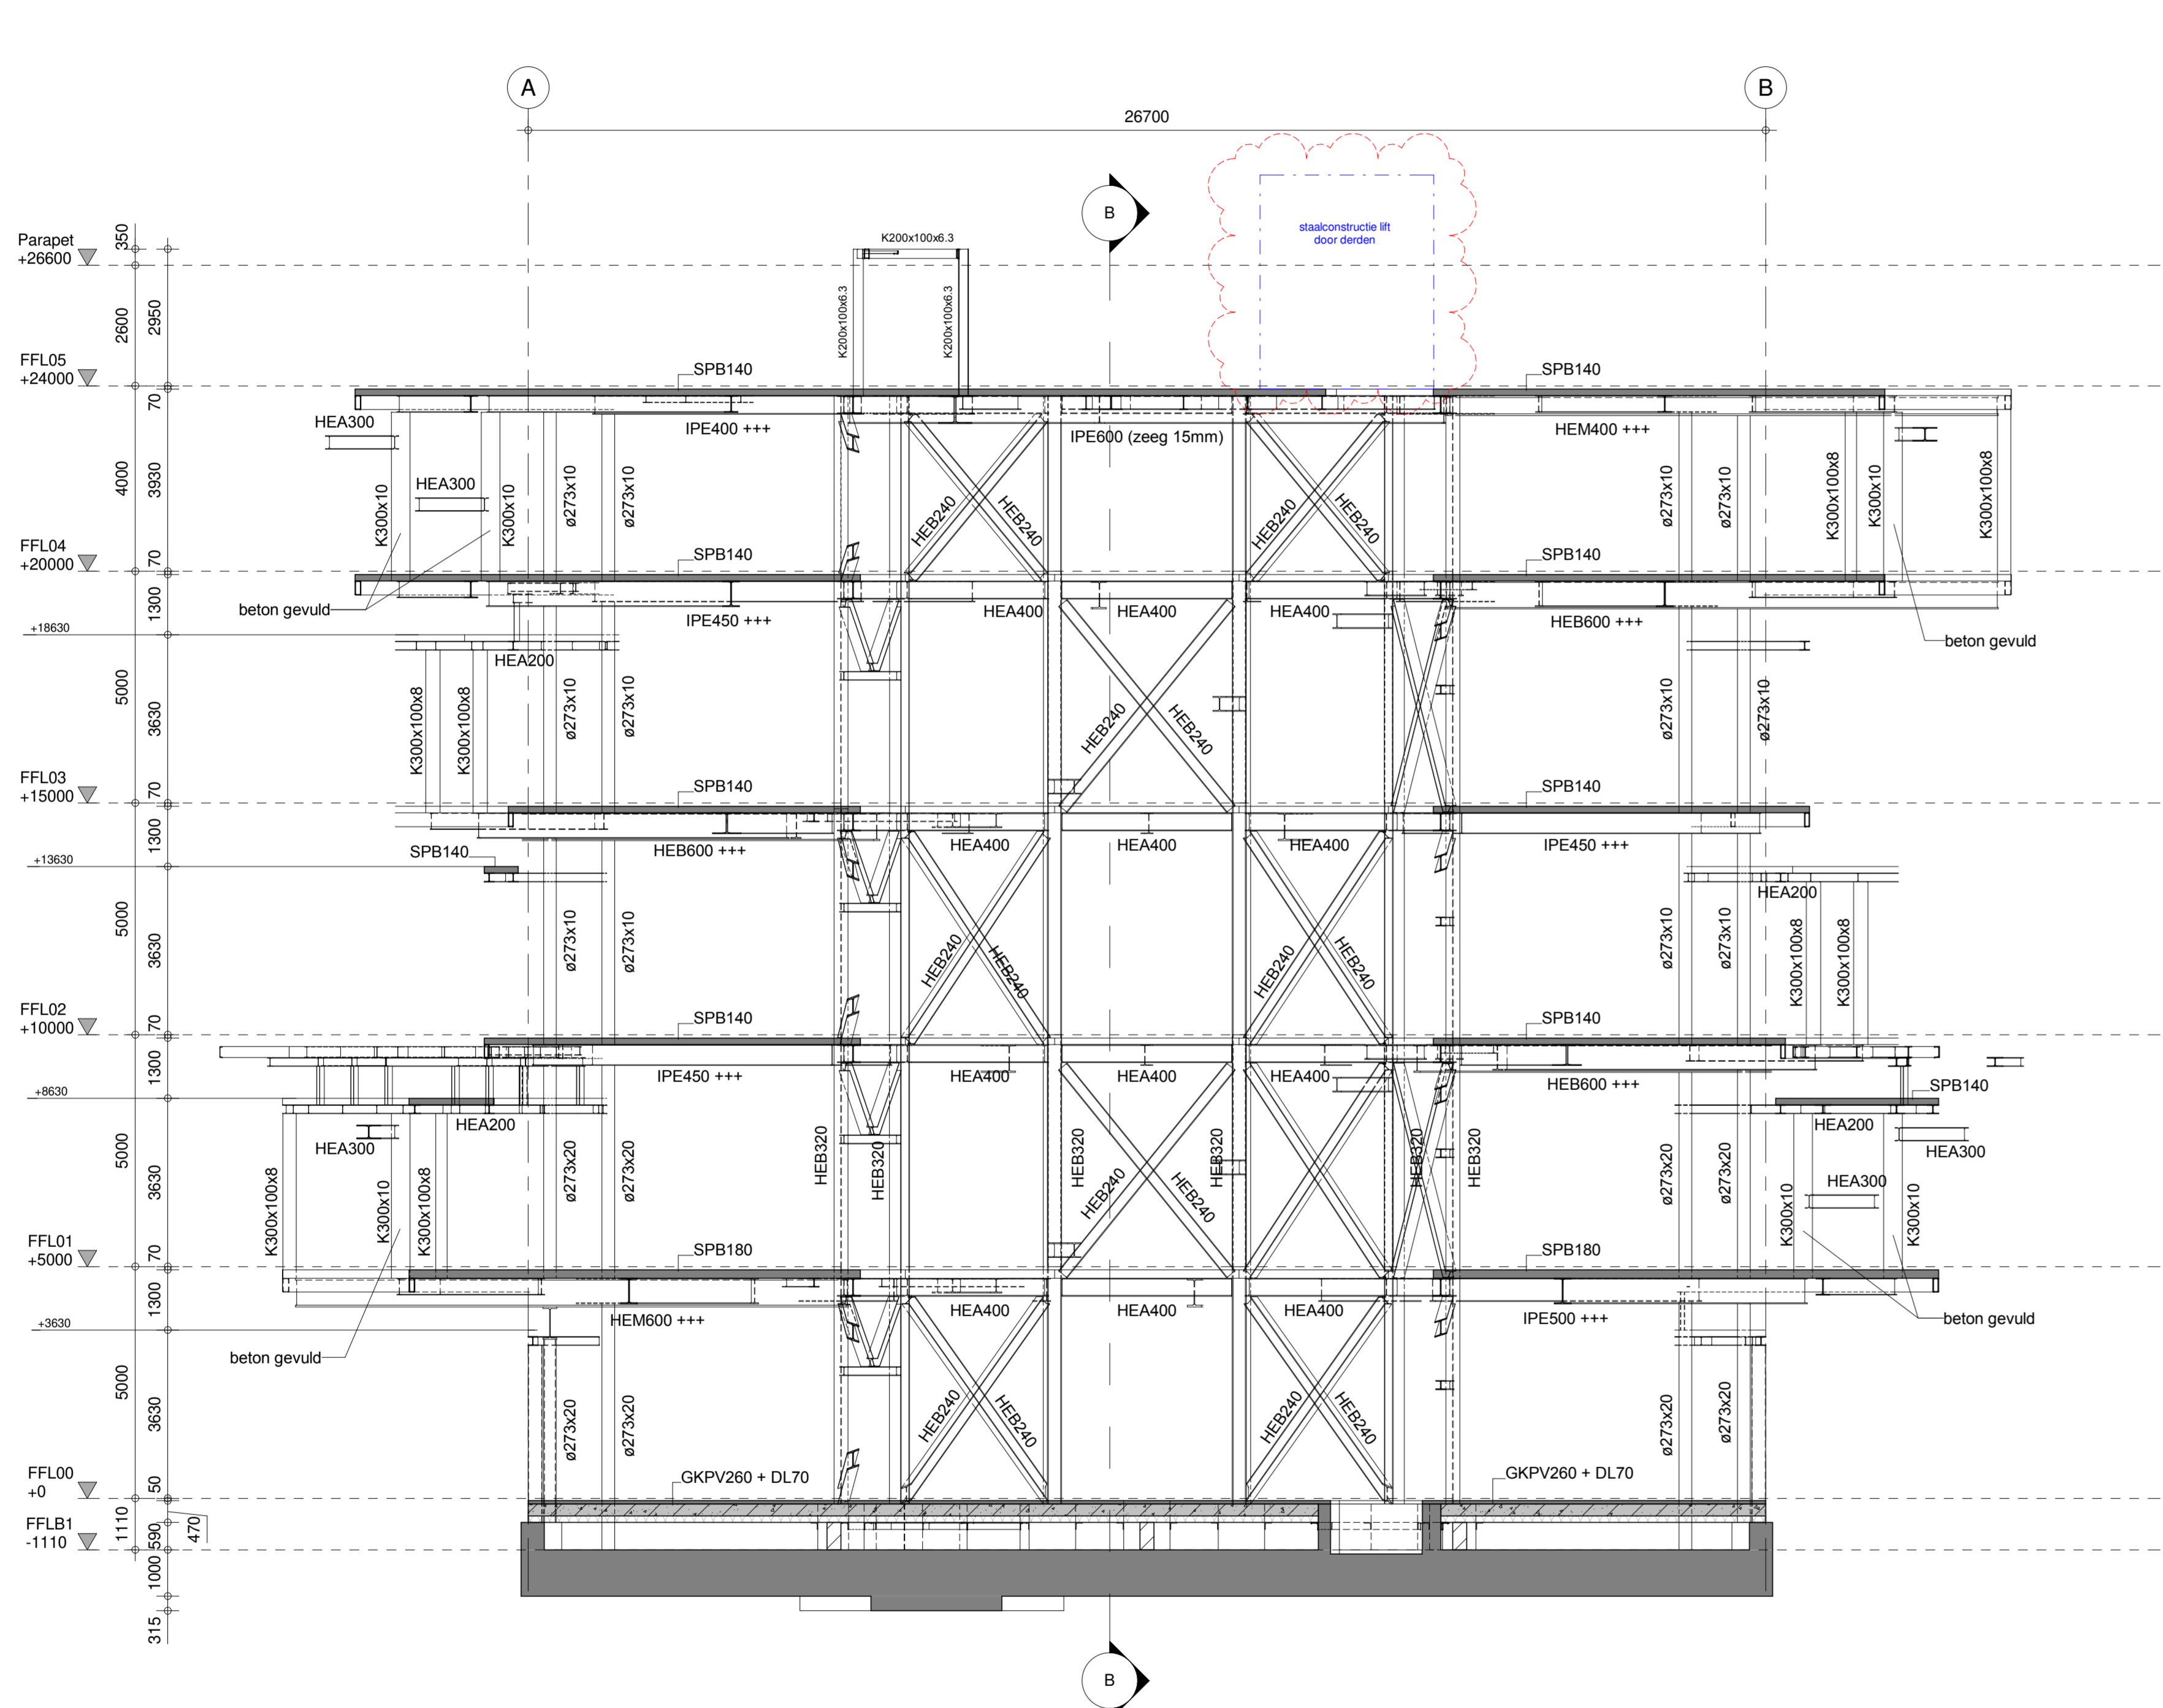 A
B
26700
B
staalconstructie lift
door derden
K200x100x6.3
K200x100x6.3
K200x100x6.3
Parapet
+26600
350
2600
2950
FFL05
+24000
70
SPB140
SPB140
HEA300
IPE400 +++
IPE600 (zeeg 15mm)
HEM400 +++
4000
3930
K300x10
HEA300
K300x10
ø273x10
ø273x10
HEB240
HEB240
HEB240
HEB240
ø273x10
ø273x10
K300x100x8
K300x10
K300x100x8
FFL04
+20000
70
SPB140
SPB140
1300
beton gevuld
IPE450 +++
HEA400
HEA400
HEA400
HEB600 +++
beton gevuld
+18630
HEA200
5000
3630
K300x100x8
K300x100x8
ø273x10
ø273x10
HEB240
HEB240
ø273x10
ø273x10
FFL03
+15000
70
SPB140
SPB140
1300
SPB140
HEB600 +++
HEA400
HEA400
HEA400
IPE450 +++
+13630
HEA200
5000
3630
ø273x10
ø273x10
HEB240
HEB240
HEB240
HEB240
ø273x10
ø273x10
K300x100x8
K300x100x8
FFL02
+10000
70
SPB140
SPB140
1300
IPE450 +++
HEA400
HEA400
HEA400
HEB600 +++
SPB140
+8630
HEA200
HEA300
HEA200
HEA300
HEA300
5000
3630
K300x100x8
K300x10
K300x100x8
ø273x20
ø273x20
HEB320
HEB320
HEB320
HEB240
HEB240
HEB320
HEB320
HEB320
ø273x20
ø273x20
K300x10
K300x10
FFL01
+5000
70
SPB180
SPB180
1300
HEM600 +++
HEA400
HEA400
HEA400
IPE500 +++
beton gevuld
+3630
beton gevuld
5000
3630
ø273x20
ø273x20
HEB240
HEB240
HEB240
HEB240
ø273x20
ø273x20
FFL00
+0
50
GKPV260 + DL70
GKPV260 + DL70
FFLB1
-1110
1110
590
470
1000
315
B